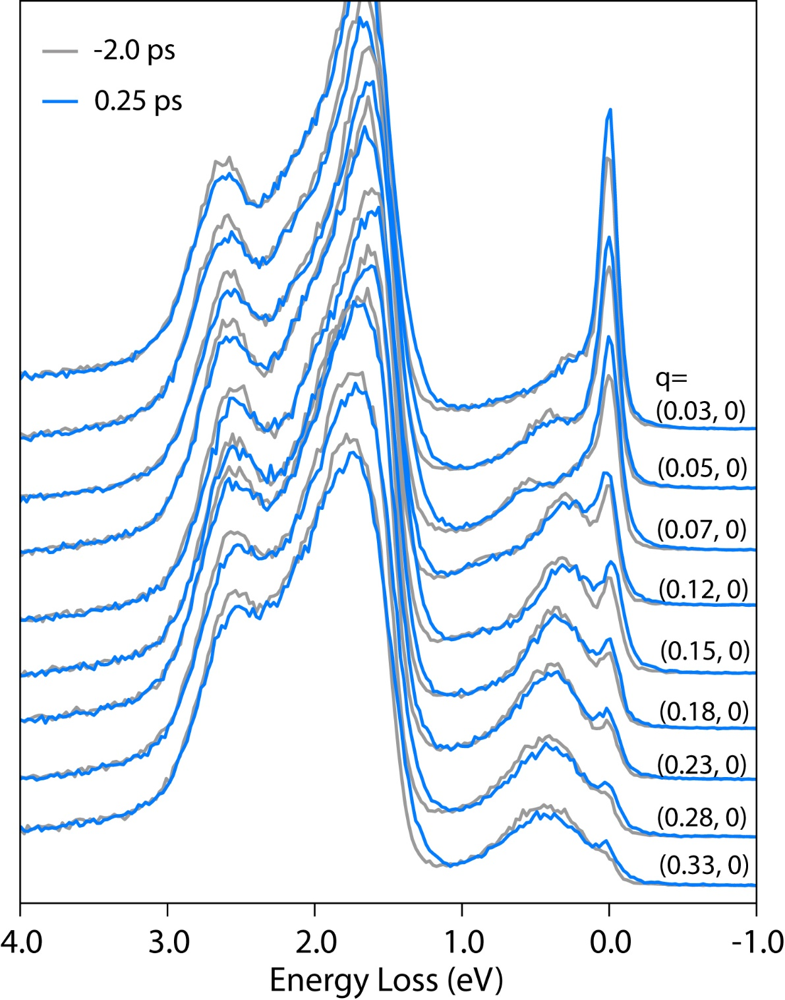 -2.0 ps
0.25 ps
q=
(0.03, 0)
(0.05, 0)
(0.07, 0)
(0.12, 0)
(0.15, 0)
(0.18, 0)
(0.23, 0)
(0.28, 0)
(0.33, 0)
4.0 3.0 2.0 1.0 0.0 -1.0
Energy Loss (eV)